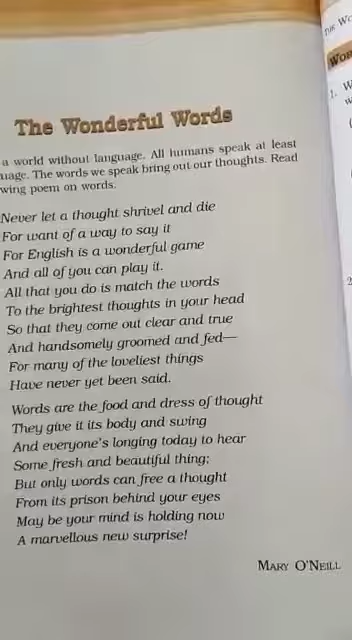 The Wonderful Words
a world without language. All humans speak at least
uage. The words we speak bring out our thoughts. Read
wing poem on words.
Never let a thought shrivel and die
For want of a way to say it
For English is a wonderful game
And all of you can play it.
All that you do is match the words
To the brightest thoughts in your head
So that they come out clear and true
And handsomely groomed and fed—
For many of the loveliest things
Have never yet been said.
Words are the food and dress of thought
They give it its body and swing
And everyone's longing today to hear
Some fresh and beautiful thing;
But only words can free a thought
From its prison behind your eyes
May be your mind is holding now
A marvellous new surprise!
MARY O'NEILL
THE WO
WOR
1. W
w
(
2